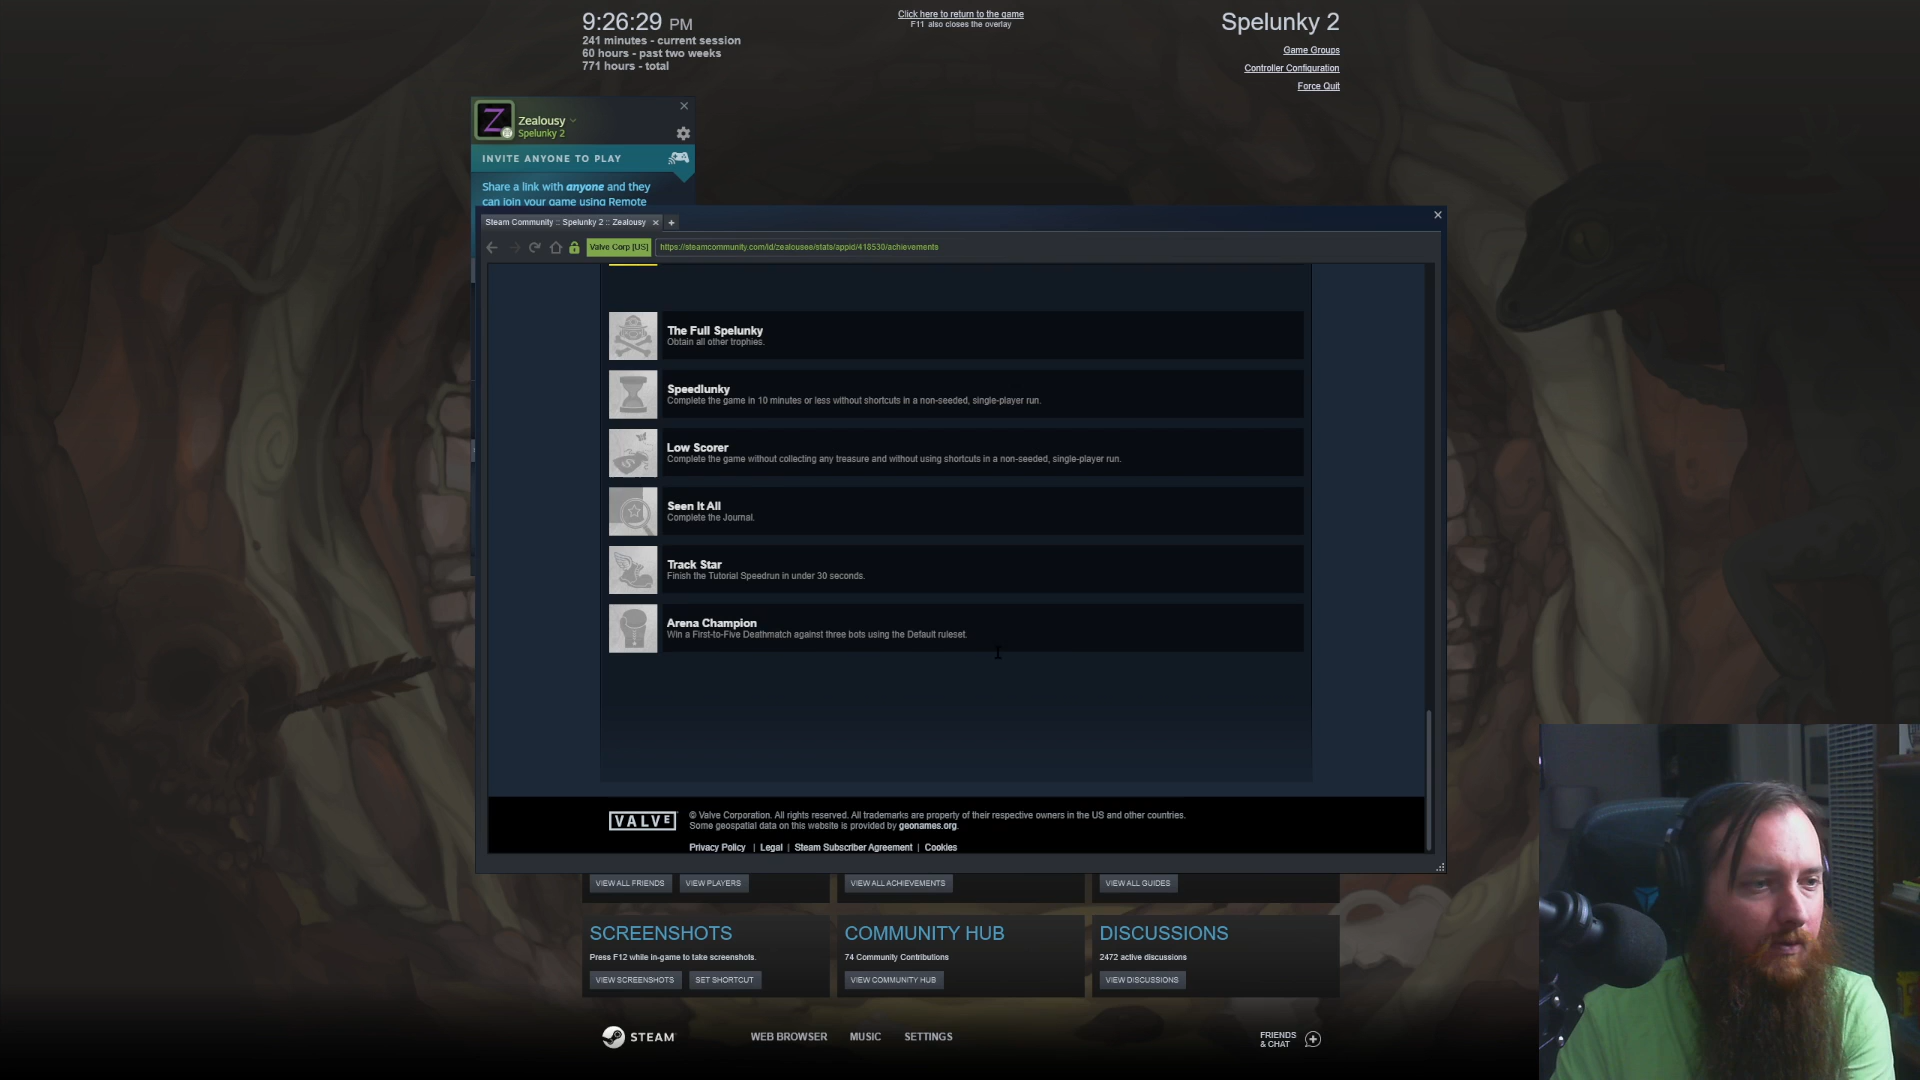 9:26:29 PM
241 minutes - current session
60 hours - past two weeks
771 hours - total
Click here to return to the game
F11 also closes the overlay
Spelunky 2
Game Groups
Controller Configuration
Force Quit
Z
Zealousy
Spelunky 2
INVITE ANYONE TO PLAY
Share a link with anyone and they
can join your game using Remote
Steam Community :: Spelunky 2 :: Zealousy
Valve Corp [US]
https://steamcommunity.com/id/zealousee/stats/appid/418530/achievements
The Full Spelunky
Obtain all other trophies.
Speedlunky
Complete the game in 10 minutes or less without shortcuts in a non-seeded, single-player run.
Low Scorer
Complete the game without collecting any treasure and without using shortcuts in a non-seeded, single-player run.
Seen It All
Complete the Journal.
Track Star
Finish the Tutorial Speedrun in under 30 seconds.
Arena Champion
Win a First-to-Five Deathmatch against three bots using the Default ruleset.
VALVE
© Valve Corporation. All rights reserved. All trademarks are property of their respective owners in the US and other countries.
Some geospatial data on this website is provided by geonames.org.
Privacy Policy | Legal | Steam Subscriber Agreement | Cookies
VIEW ALL FRIENDS
VIEW PLAYERS
VIEW ALL ACHIEVEMENTS
VIEW ALL GUIDES
SCREENSHOTS
Press F12 while in-game to take screenshots.
VIEW SCREENSHOTS
SET SHORTCUT
COMMUNITY HUB
74 Community Contributions
VIEW COMMUNITY HUB
DISCUSSIONS
2472 active discussions
VIEW DISCUSSIONS
STEAM
WEB BROWSER
MUSIC
SETTINGS
FRIENDS
& CHAT